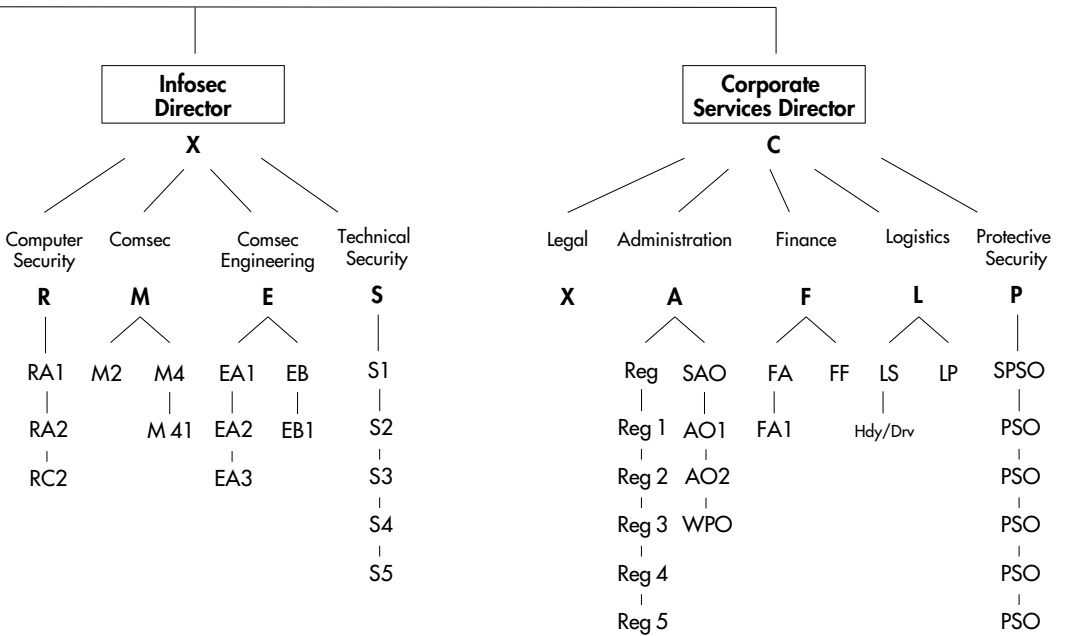 Infosec
Director
Corporate
Services Director
X
C
Computer
Security
Comsec
Comsec
Engineering
Technical
Security
Legal
Administration
Finance
Logistics
Protective
Security
R
M
E
S
X
A
F
L
P
RA1
M2
M4
EA1
EB
S1
Reg
SAO
FA
FF
LS
LP
SPSO
RA2
M 41
EA2
EB1
S2
Reg 1
AO1
FA1
Hdy/Drv
PSO
RC2
EA3
S3
Reg 2
AO2
PSO
S4
Reg 3
WPO
PSO
S5
Reg 4
PSO
Reg 5
PSO